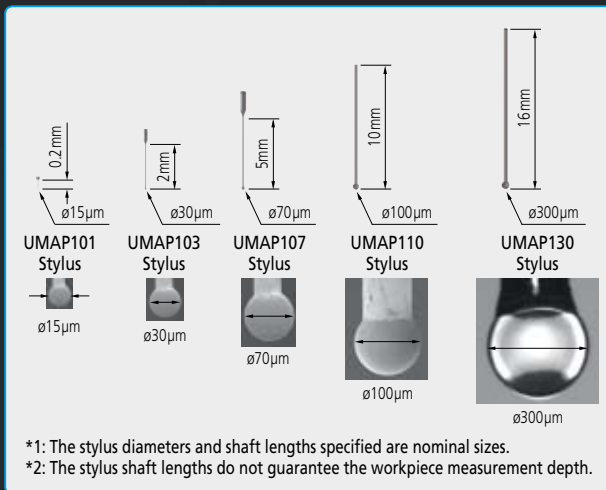 0.2mm
2mm
5mm
10mm
16mm
ø15µm
ø30µm
ø70µm
ø100µm
ø300µm
UMAP101
Stylus
UMAP103
Stylus
UMAP107
Stylus
UMAP110
Stylus
UMAP130
Stylus
ø15µm
ø30µm
ø70µm
ø100µm
ø300µm
*1: The stylus diameters and shaft lengths specified are nominal sizes.
*2: The stylus shaft lengths do not guarantee the workpiece measurement depth.